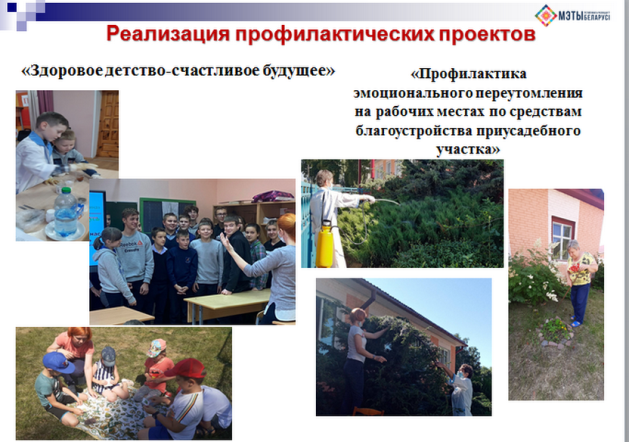 МЭТЫ
БЕЛАРУСІ
Реализация профилактических проектов
«Здоровое детство-счастливое будущее»
«Профилактика
эмоционального переутомления
на рабочих местах по средствам
благоустройства приусадебного
участка»